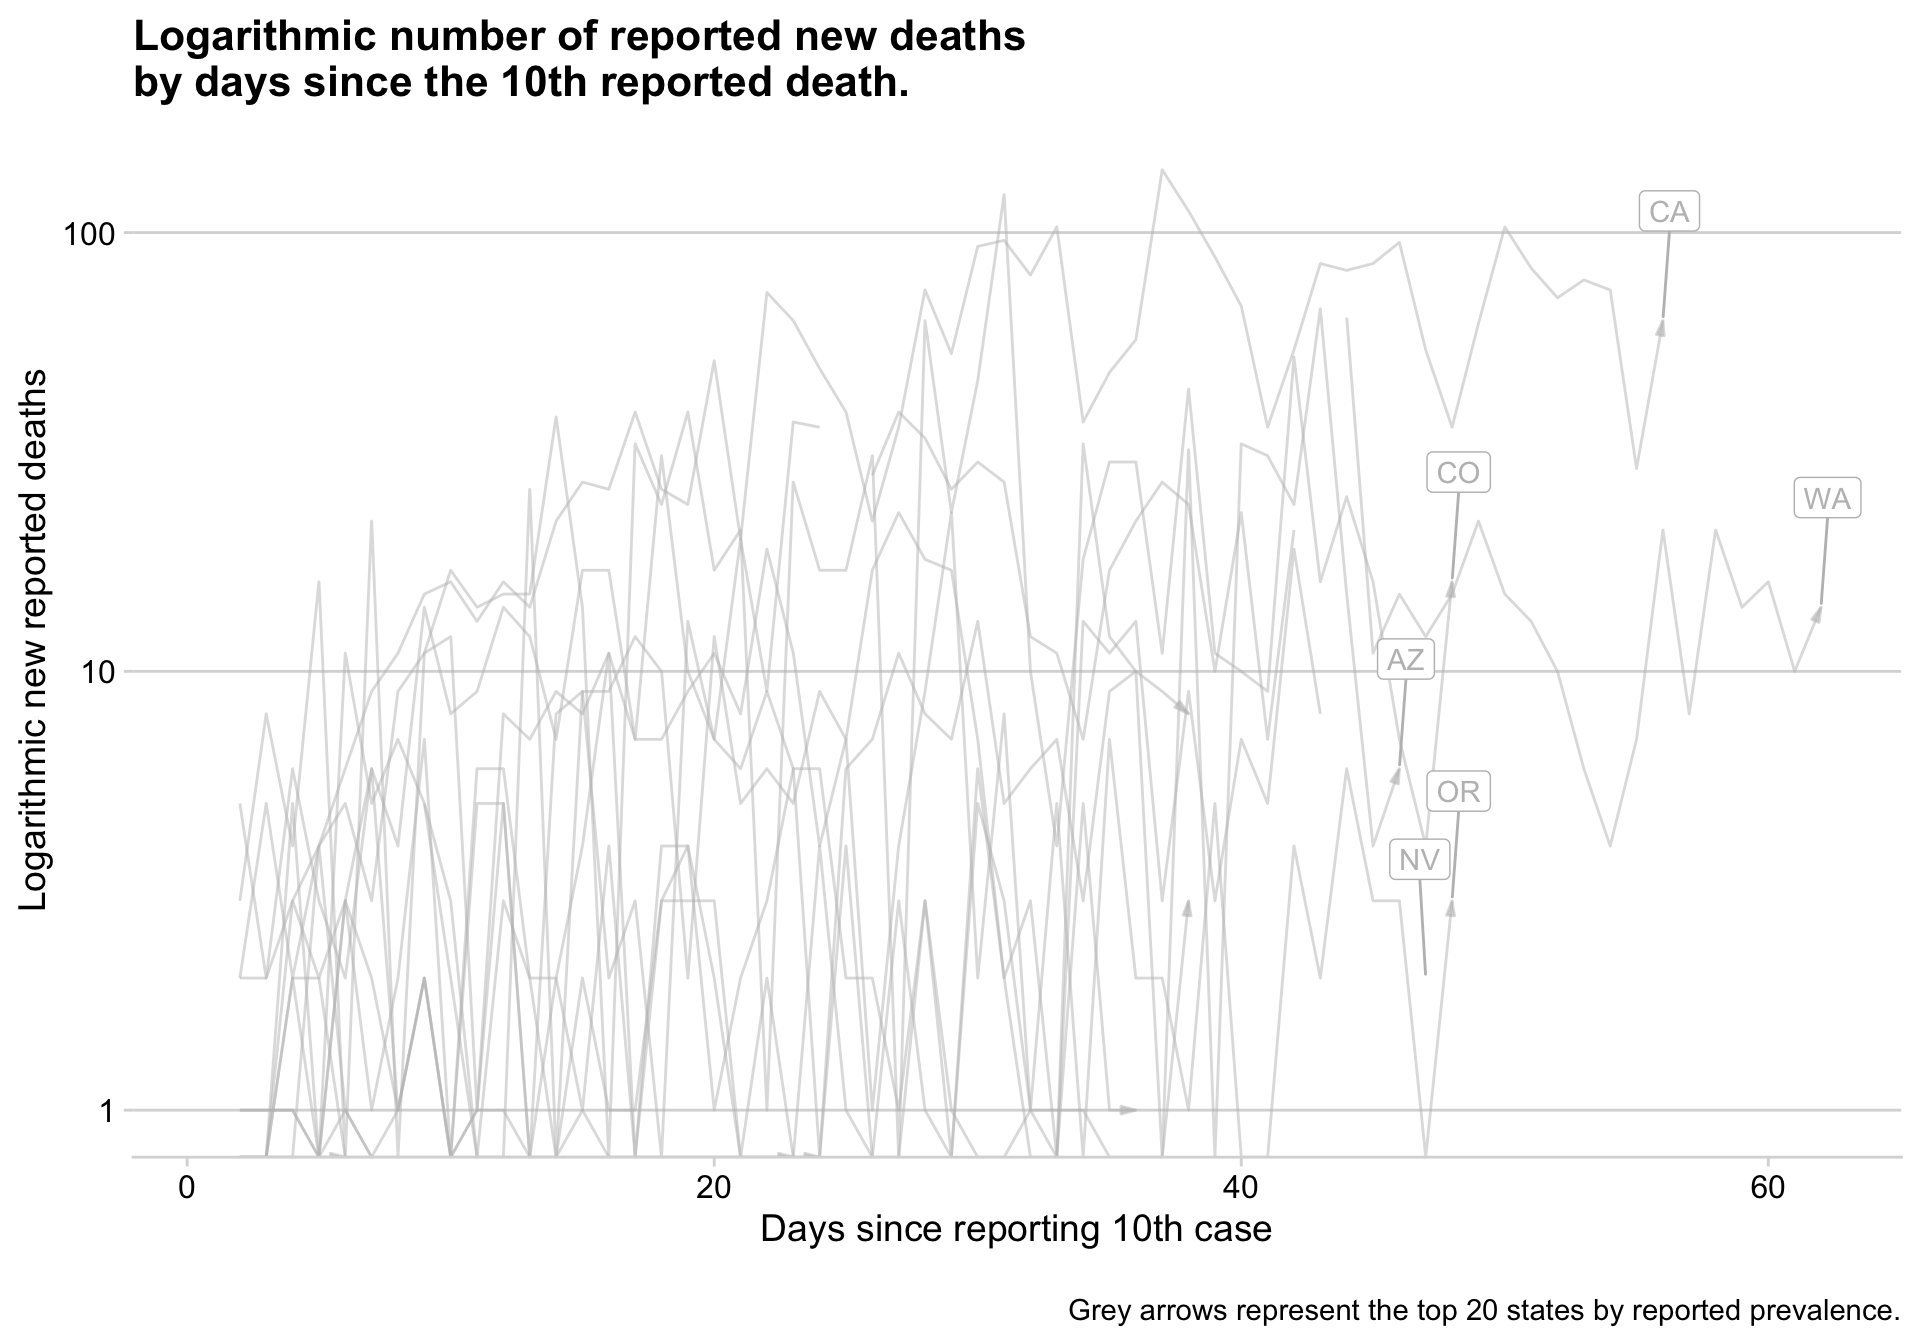 Logarithmic number of reported new deaths
by days since the 10th reported death.
Logarithmic new reported deaths
100
10
1
CA
CO
WA
AZ
OR
NV
0
20
40
60
Days since reporting 10th case
Grey arrows represent the top 20 states by reported prevalence.